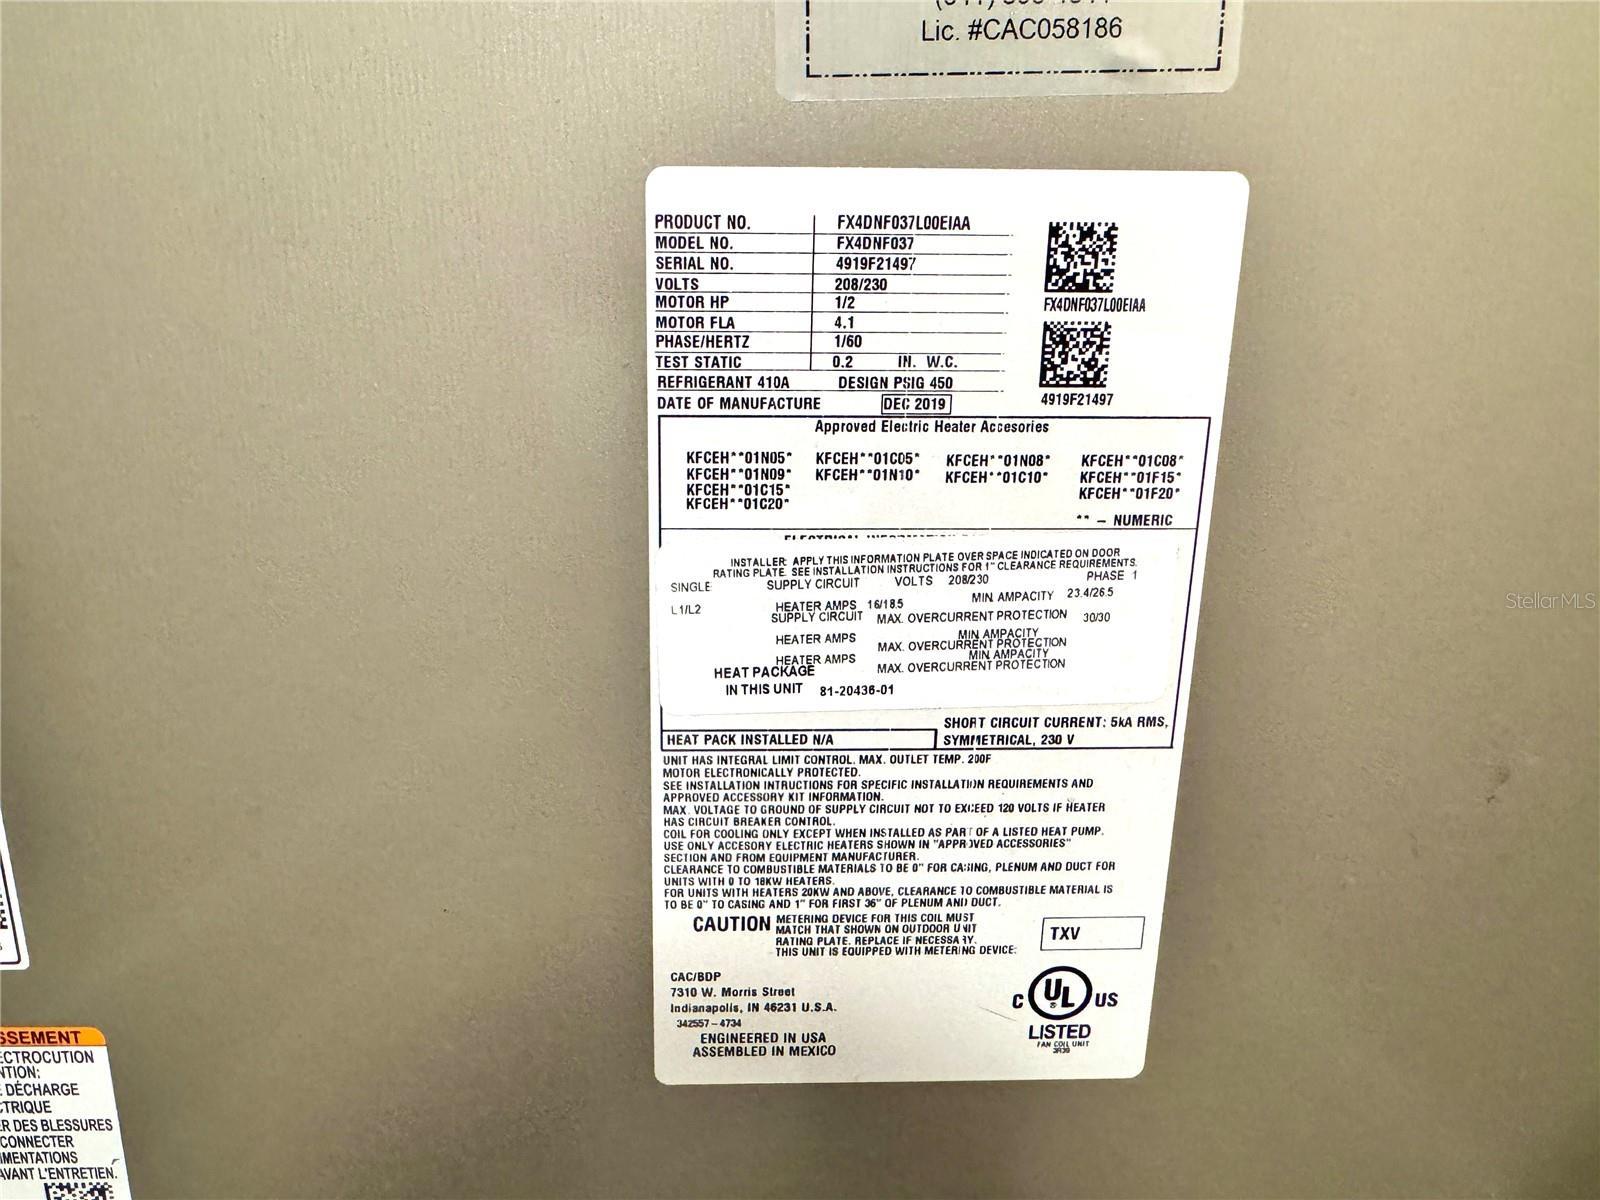 Lic. #CAC058186
PRODUCT NO. FX4DNF037L00EIAA
MODEL NO. FX4DNF037
SERIAL NO. 4919F21497
VOLTS 208/230
MOTOR HP 1/2
MOTOR FLA 4.1
PHASE/HERTZ 1/60
TEST STATIC 0.2 IN. W.C.
REFRIGERANT 410A DESIGN PSIG 450
DATE OF MANUFACTURE DEC 2019
FX4DNF037L00EIAA
4919F21497
Approved Electric Heater Accesories
KFCEH**01N05* KFCEH**01C05* KFCEH**01N08* KFCEH**01C08*
KFCEH**01N09* KFCEH**01N10* KFCEH**01C10* KFCEH**01F15*
KFCEH**01C15* KFCEH**01F20*
KFCEH**01C20*
** – NUMERIC
INSTALLER: APPLY THIS INFORMATION PLATE OVER SPACE INDICATED ON DOOR
RATING PLATE. SEE INSTALLATION INSTRUCTIONS FOR 1" CLEARANCE REQUIREMENTS.
SINGLE SUPPLY CIRCUIT VOLTS 208/230 PHASE 1
L1/L2 HEATER AMPS 16/18.5 MIN. AMPACITY 23.4/26.5
SUPPLY CIRCUIT MAX. OVERCURRENT PROTECTION 30/30
HEATER AMPS MIN. AMPACITY
MAX. OVERCURRENT PROTECTION
HEATER AMPS MIN. AMPACITY
HEAT PACKAGE MAX. OVERCURRENT PROTECTION
IN THIS UNIT 81-20436-01
SHORT CIRCUIT CURRENT: 5kA RMS,
HEAT PACK INSTALLED N/A SYMMETRICAL, 230 V
UNIT HAS INTEGRAL LIMIT CONTROL. MAX. OUTLET TEMP. 200F
MOTOR ELECTRONICALLY PROTECTED.
SEE INSTALLATION INTRUCTIONS FOR SPECIFIC INSTALLATION REQUIREMENTS AND
APPROVED ACCESSORY KIT INFORMATION.
MAX. VOLTAGE TO GROUND OF SUPPLY CIRCUIT NOT TO EXCEED 120 VOLTS IF HEATER
HAS CIRCUIT BREAKER CONTROL.
COIL FOR COOLING ONLY EXCEPT WHEN INSTALLED AS PART OF A LISTED HEAT PUMP.
USE ONLY ACCESORY ELECTRIC HEATERS SHOWN IN "APPROVED ACCESSORIES"
SECTION AND FROM EQUIPMENT MANUFACTURER.
CLEARANCE TO COMBUSTIBLE MATERIALS TO BE 0" FOR CASING, PLENUM AND DUCT FOR
UNITS WITH 0 TO 18KW HEATERS.
FOR UNITS WITH HEATERS 20KW AND ABOVE, CLEARANCE TO COMBUSTIBLE MATERIAL IS
TO BE 0" TO CASING AND 1" FOR FIRST 36" OF PLENUM AND DUCT.
CAUTION METERING DEVICE FOR THIS COIL MUST
MATCH THAT SHOWN ON OUTDOOR UNIT
RATING PLATE. REPLACE IF NECESSARY.
THIS UNIT IS EQUIPPED WITH METERING DEVICE:
TXV
CAC/BDP
7310 W. Morris Street
Indianapolis, IN 46231 U.S.A.
342557-4734
ENGINEERED IN USA
ASSEMBLED IN MEXICO
C UL US
LISTED
FAN COIL UNIT
3R39
SSEMENT
ECTROCUTION
NTION:
E DÉCHARGE
CTRIQUE
R DES BLESSURES
CONNECTER
IMENTATIONS
AVANT L'ENTRETIEN.
StellarMLS